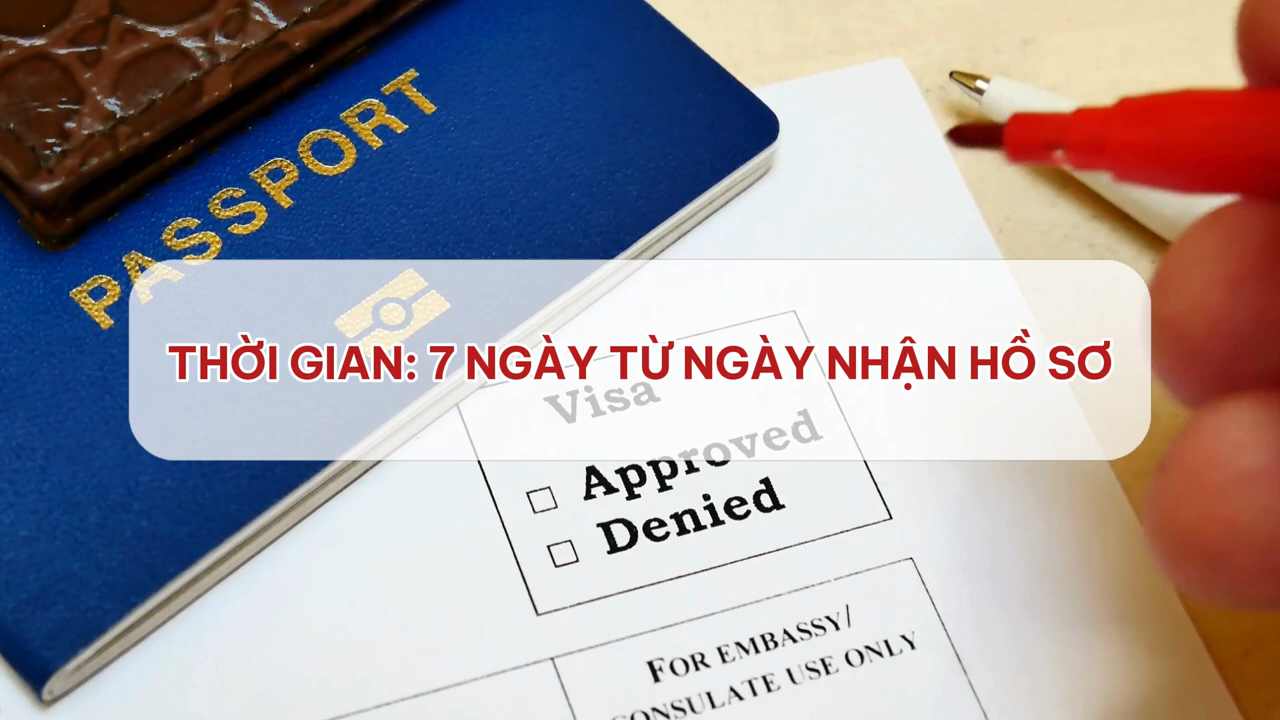 PASSPORT
THỜI GIAN: 7 NGÀY TỪ NGÀY NHẬN HỒ SƠ
Visa
Approved
Denied
FOR EMBASSY/
CONSULATE USE ONLY